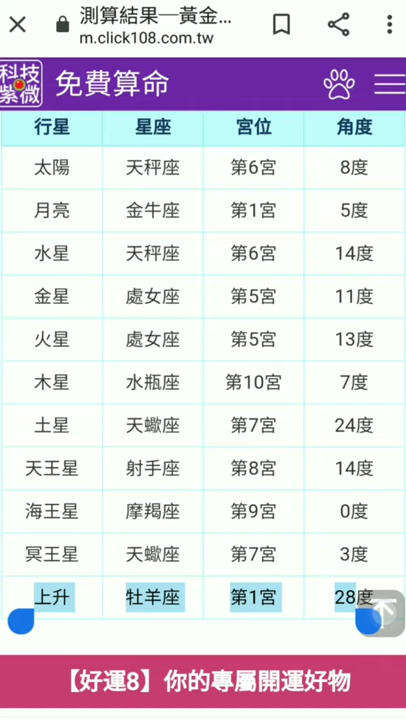 測算結果—黃金...
m.click108.com.tw
科技紫微
免費算命
行星 星座 宮位 角度
太陽 天秤座 第6宮 8度
月亮 金牛座 第1宮 5度
水星 天秤座 第6宮 14度
金星 處女座 第5宮 11度
火星 處女座 第5宮 13度
木星 水瓶座 第10宮 7度
土星 天蠍座 第7宮 24度
天王星 射手座 第8宮 14度
海王星 摩羯座 第9宮 0度
冥王星 天蠍座 第7宮 3度
上升 牡羊座 第1宮 28度
【好運8】你的專屬開運好物